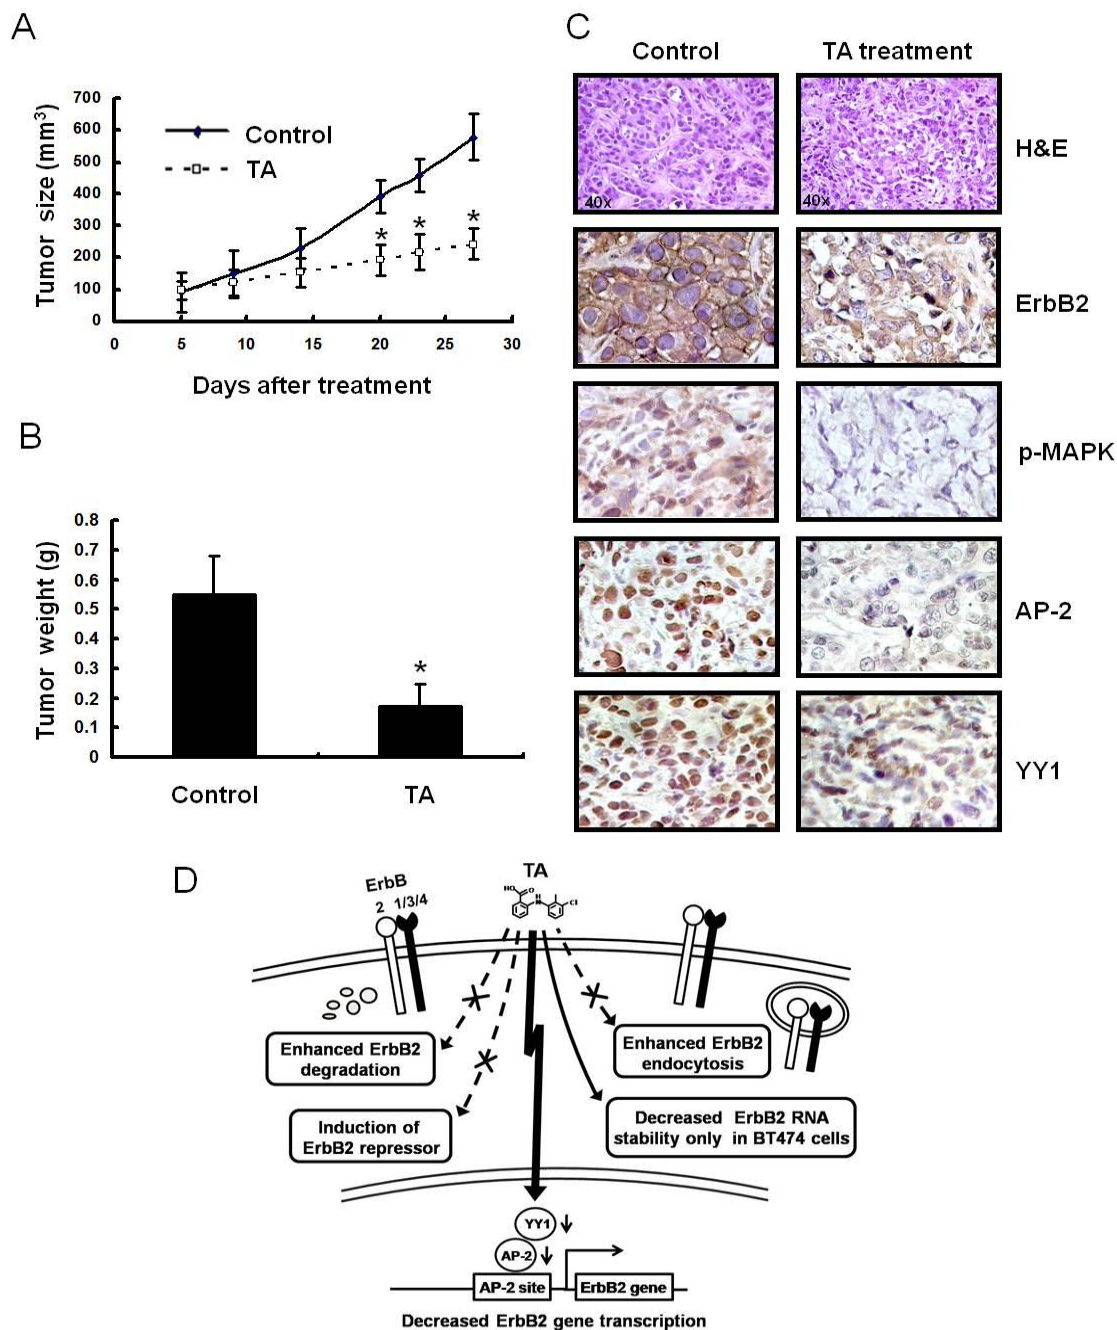 A
Tumor size (mm3)
700
600
500
400
300
200
100
0
Control
TA
*
*
*
0
5
10
15
20
25
30
Days after treatment
B
Tumor weight (g)
0.8
0.7
0.6
0.5
0.4
0.3
0.2
0.1
0
*
Control
TA
C
Control
TA treatment
40x
40x
H&E
ErbB2
p-MAPK
AP-2
YY1
D
ErbB
2 1/3/4
TA
HO
O
H
N
Cl
Enhanced ErbB2
degradation
Induction of
ErbB2 repressor
Enhanced ErbB2
endocytosis
Decreased ErbB2 RNA
stability only in BT474 cells
YY1
AP-2
AP-2 site
ErbB2 gene
Decreased ErbB2 gene transcription